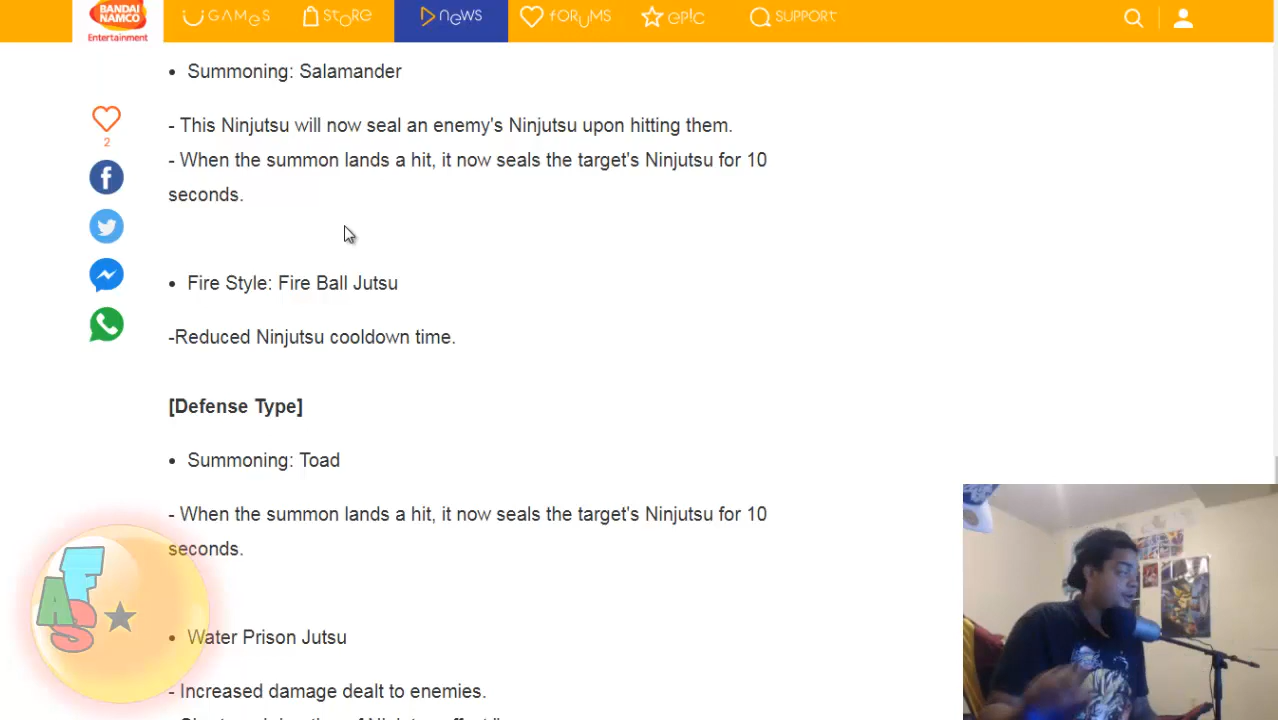 BANDAI
NAMCO
Entertainment
GAMES
STORE
NEWS
FORUMS
EPIC
SUPPORT
• Summoning: Salamander
- This Ninjutsu will now seal an enemy's Ninjutsu upon hitting them.
- When the summon lands a hit, it now seals the target's Ninjutsu for 10
seconds.
2
• Fire Style: Fire Ball Jutsu
-Reduced Ninjutsu cooldown time.
[Defense Type]
• Summoning: Toad
- When the summon lands a hit, it now seals the target's Ninjutsu for 10
seconds.
AFS
• Water Prison Jutsu
- Increased damage dealt to enemies.